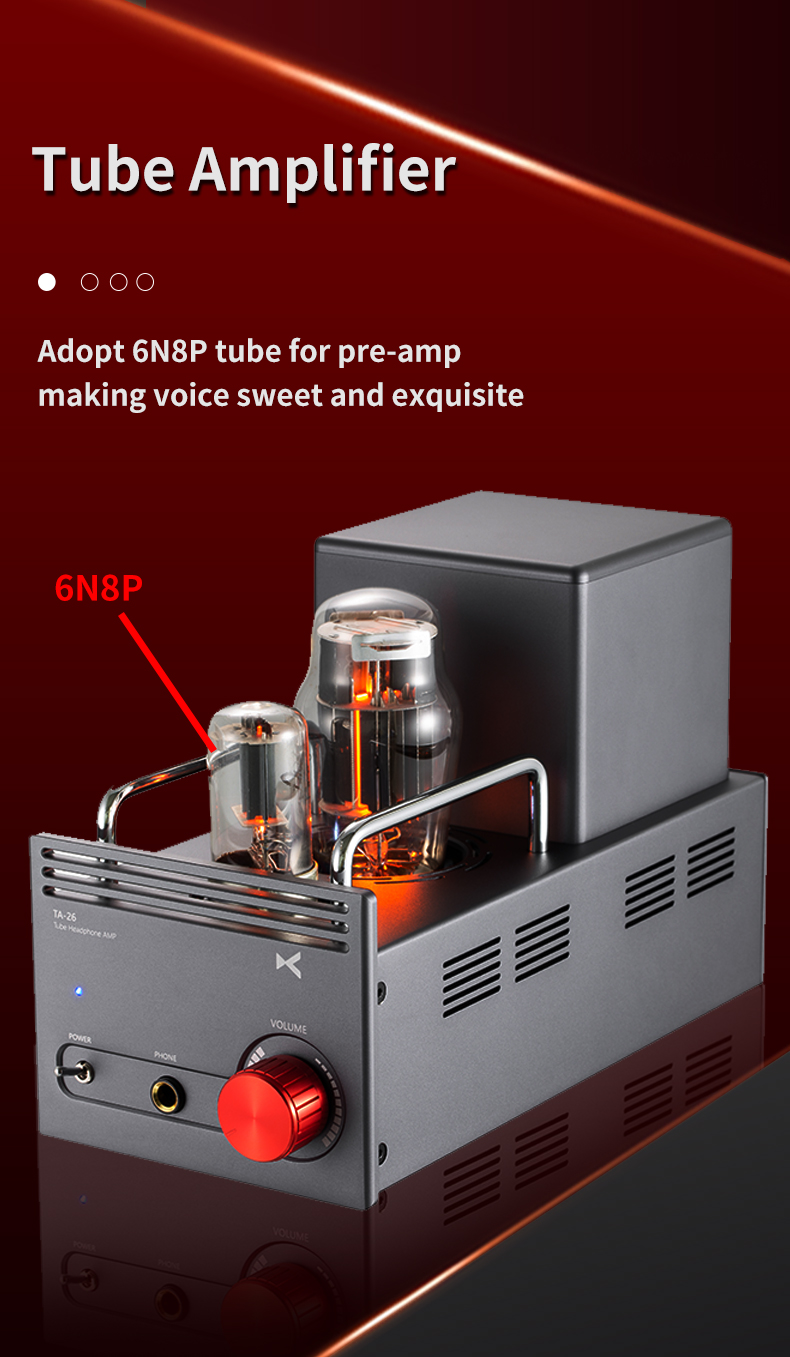 Tube Amplifier
Adopt 6N8P tube for pre-amp
making voice sweet and exquisite
6N8P
TA-26
Tube Headphone AMP
VOLUME
POWER
PHONE